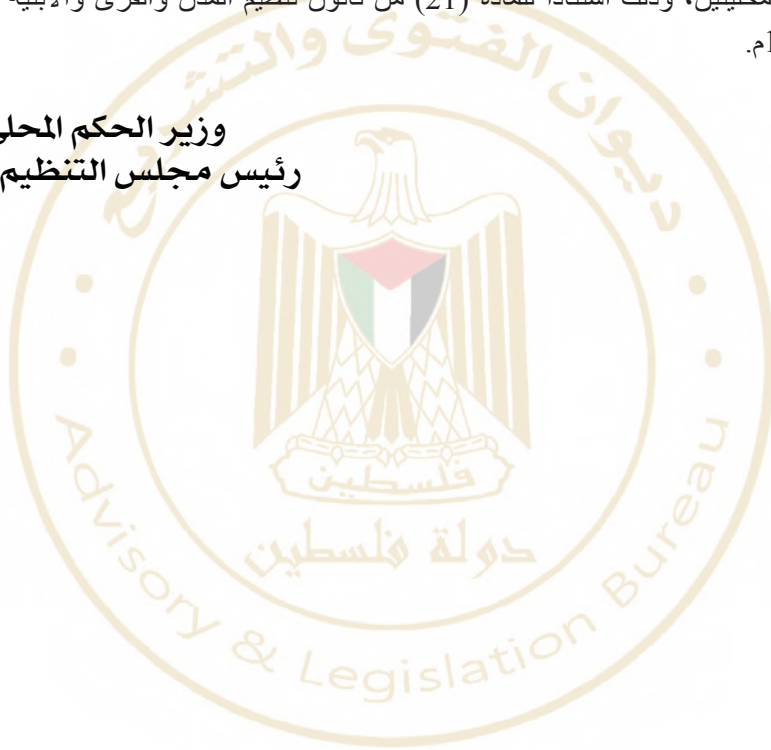 معنيين، وذلك استناداً للمادة (21) من قانون تنظيم المدن والقرى والأبنية
م.
وزير الحكم المحلي
رئيس مجلس التنظيم
ديوان الفتوى والتشريع
فلسطين
دولة فلسطين
Advisory & Legislation Bureau